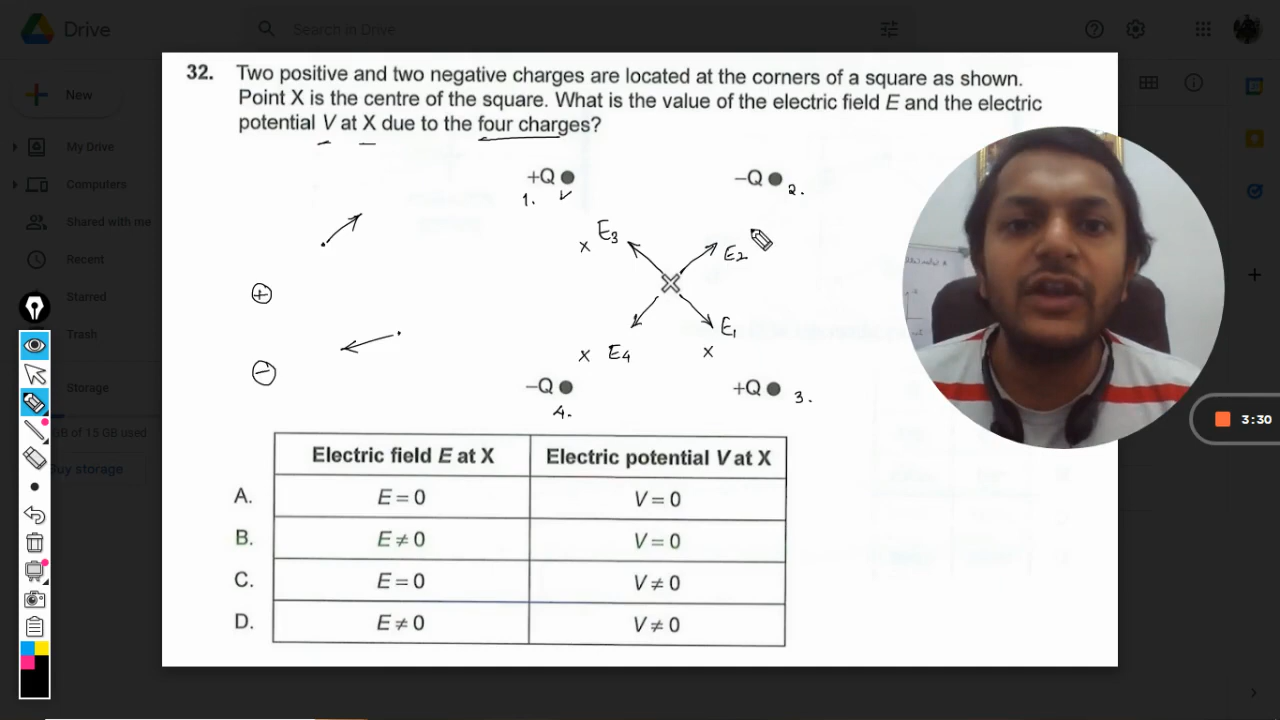 Drive
Search in Drive
New
My Drive
Computers
Shared with me
Recent
Starred
Trash
Storage
GB of 15 GB used
Buy storage
32. Two positive and two negative charges are located at the corners of a square as shown.
Point X is the centre of the square. What is the value of the electric field E and the electric
potential V at X due to the four charges?
+Q
1.
−Q
2.
E3
x
E2
+
X
E1
x
E4
x
−
−Q
4.
+Q
3.
3:30
Electric field E at X Electric potential V at X
A. E = 0 V = 0
B. E ≠ 0 V = 0
C. E = 0 V ≠ 0
D. E ≠ 0 V ≠ 0